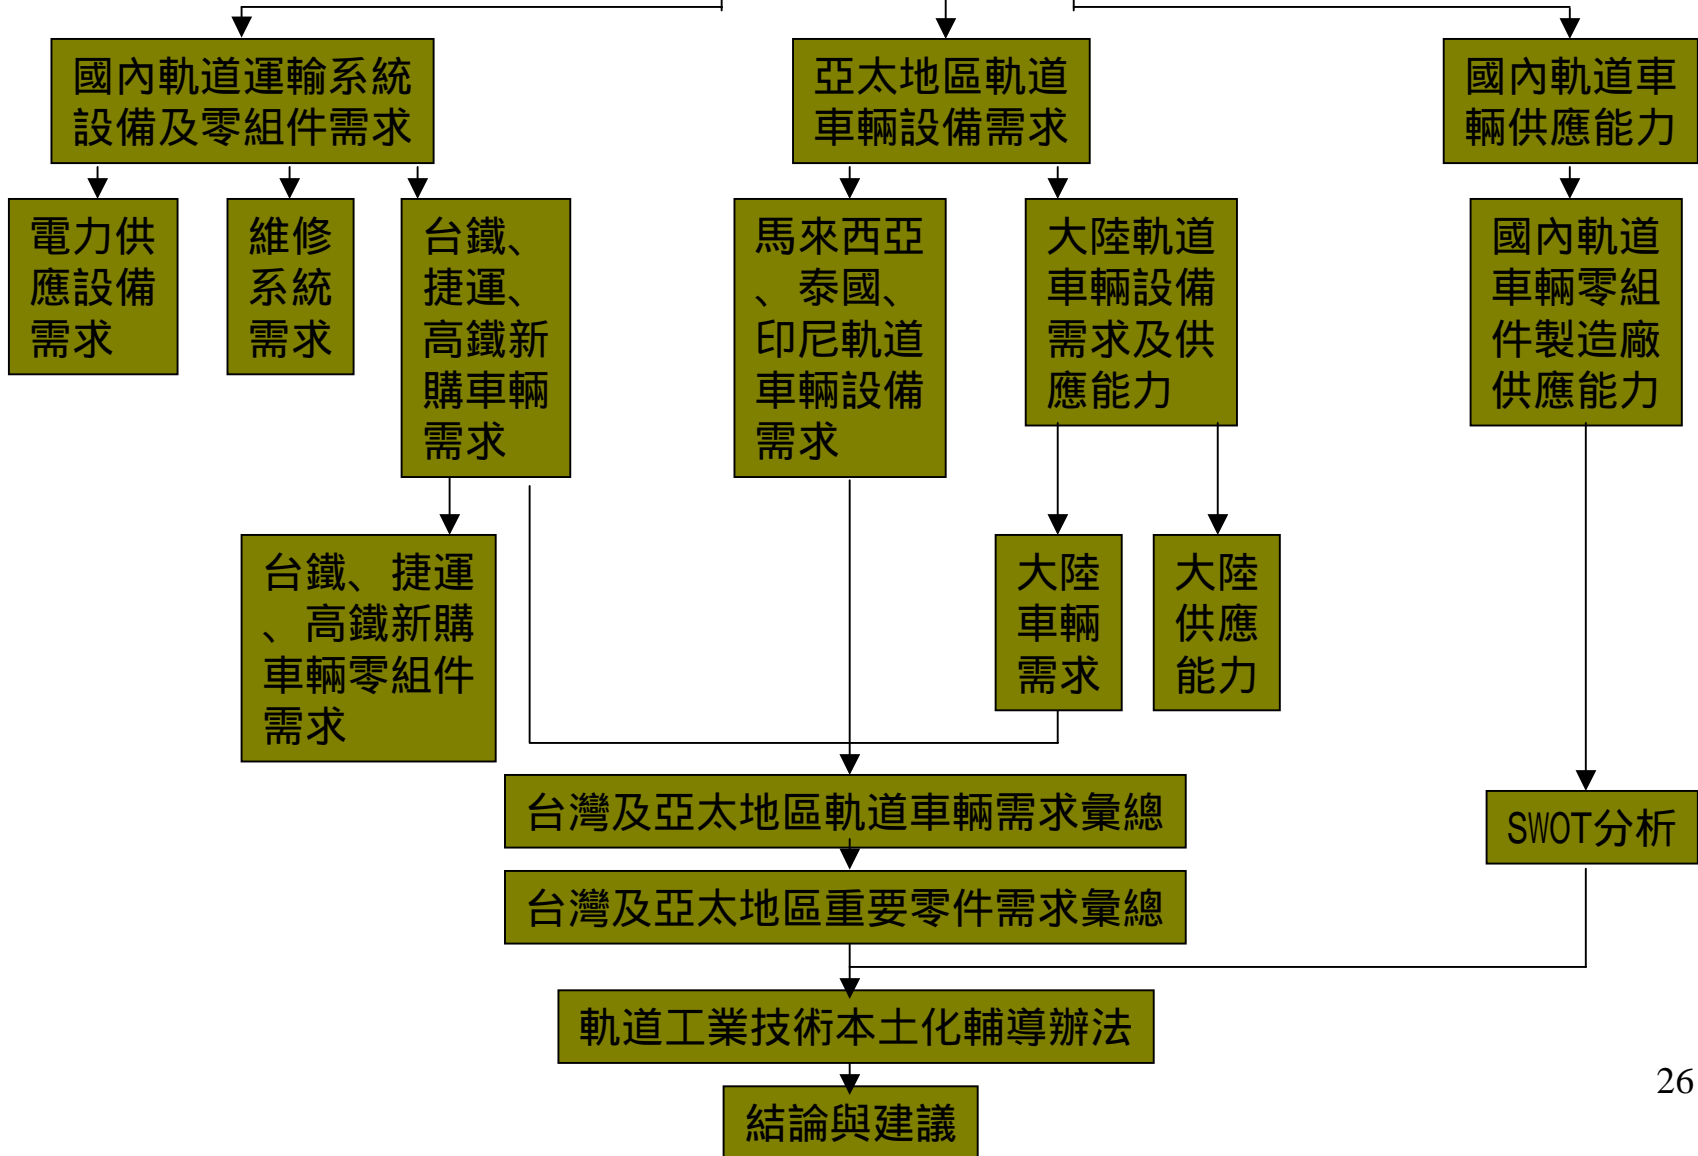 國內軌道運輸系統
設備及零組件需求
亞太地區軌道
車輛設備需求
國內軌道車
輛供應能力
電力供
應設備
需求
維修
系統
需求
台鐵、
捷運、
高鐵新
購車輛
需求
馬來西亞
、泰國、
印尼軌道
車輛設備
需求
大陸軌道
車輛設備
需求及供
應能力
國內軌道
車輛零組
件製造廠
供應能力
台鐵、捷運
、高鐵新購
車輛零組件
需求
大陸
車輛
需求
大陸
供應
能力
台灣及亞太地區軌道車輛需求彙總
SWOT分析
台灣及亞太地區重要零件需求彙總
軌道工業技術本土化輔導辦法
結論與建議
26